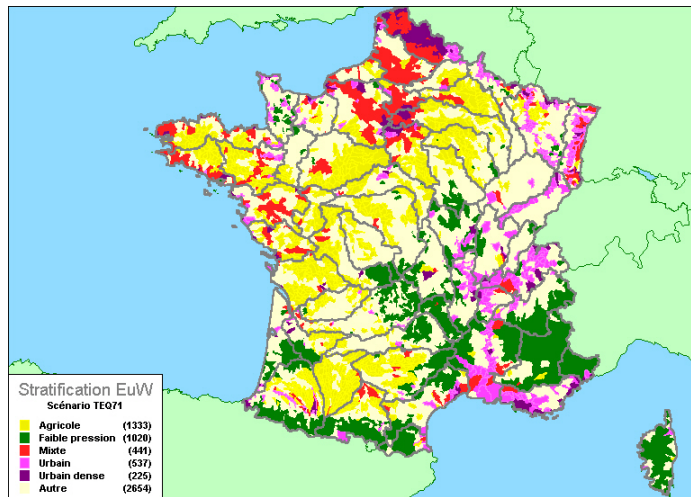 Stratification EuW
Scénario TEQ71
Agricole (1333)
Faible pression (1020)
Mixte (441)
Urbain (537)
Urbain dense (225)
Autre (2654)